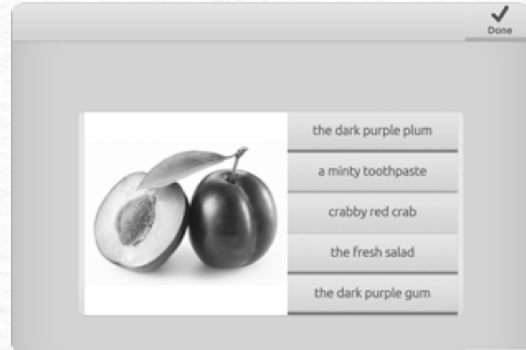 Done
the dark purple plum
a minty toothpaste
crabby red crab
the fresh salad
the dark purple gum